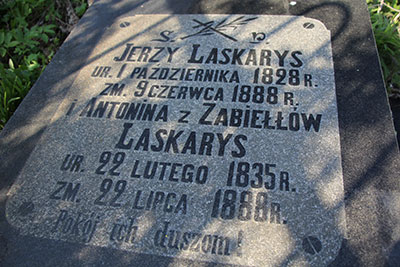 Ś. P.
JERZY LASKARYS
UR. 1 PAŹDZIERNIKA 1828 R.
ZM. 9 CZERWCA 1888 R.
i ANTONINA Z ZABIEŁŁÓW
LASKARYS
UR. 22 LUTEGO 1835 R.
ZM. 22 LIPCA 1888 R.
Pokój ich duszom!